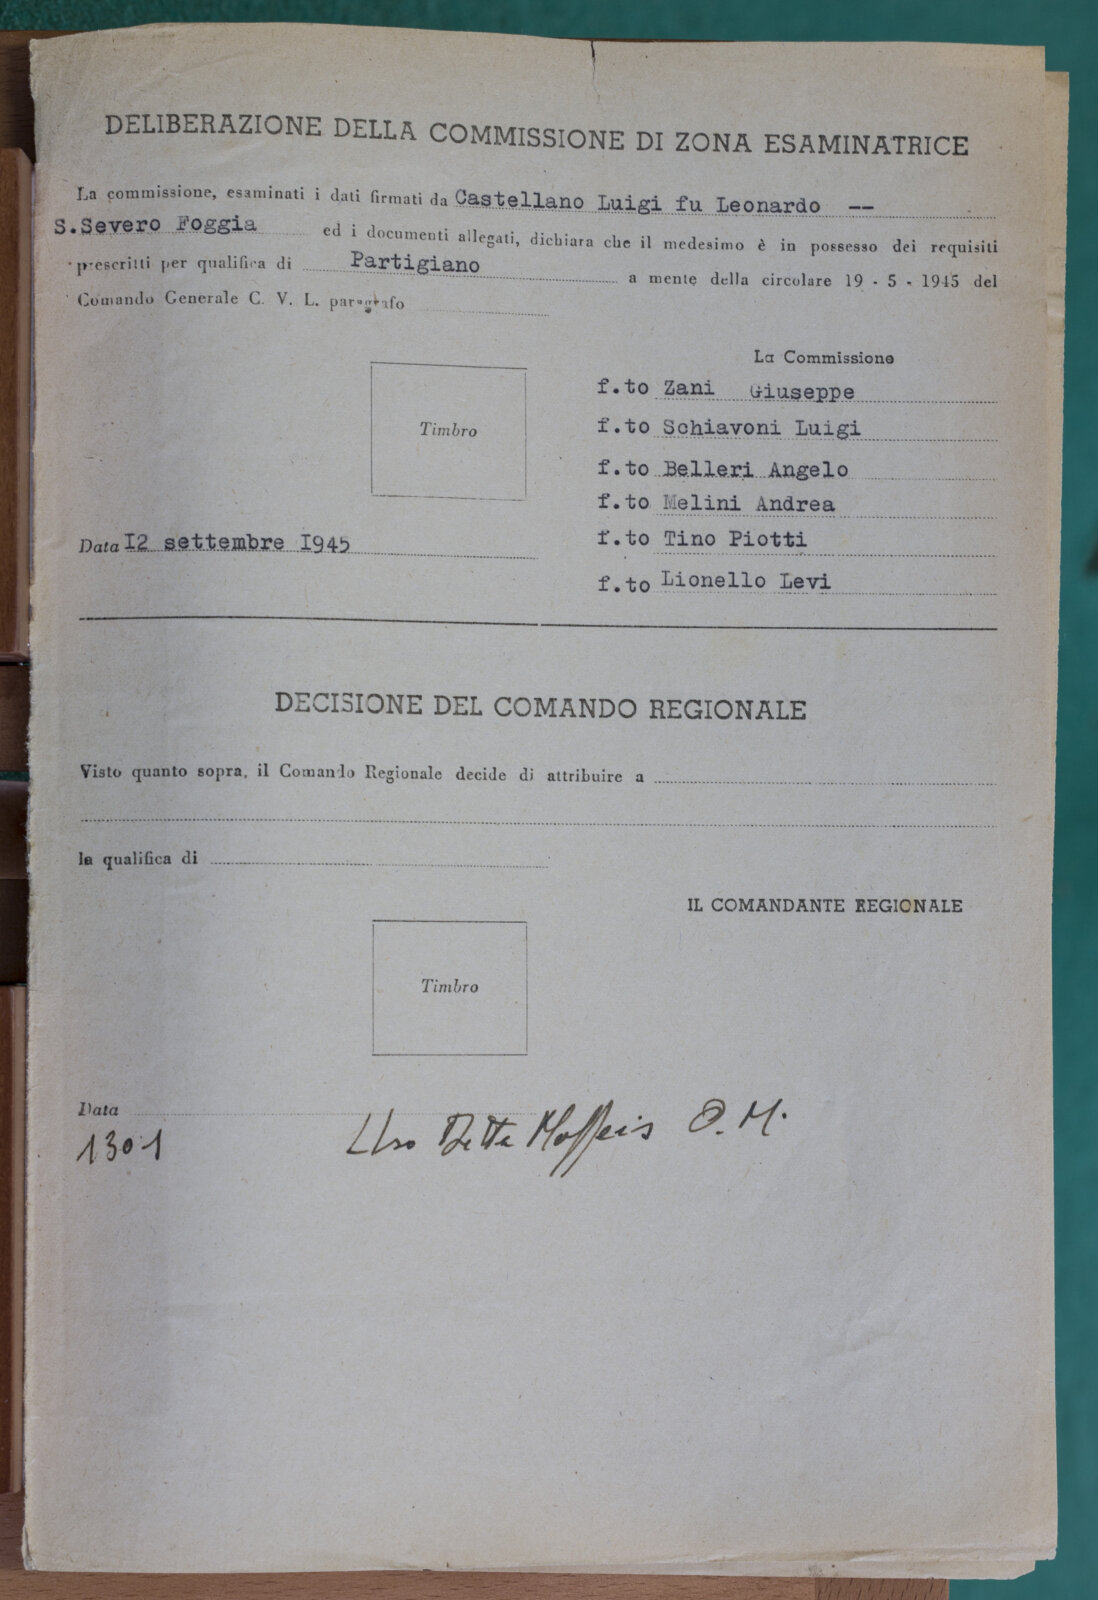 DELIBERAZIONE DELLA COMMISSIONE DI ZONA ESAMINATRICE
La commissione, esaminati i dati firmati da Castellano Luigi fu Leonardo --
S.Severo Foggia ed i documenti allegati, dichiara che il medesimo è in possesso dei requisiti
prescritti per qualifica di Partigiano a mente della circolare 19 - 5 - 1945 del
Comando Generale C. V. L. paragrafo
La Commissione
f.to Zani Giuseppe
Timbro
f.to Schiavoni Luigi
f.to Belleri Angelo
f.to Melini Andrea
Data I2 settembre I945
f.to Tino Piotti
f.to Lionello Levi
DECISIONE DEL COMANDO REGIONALE
Visto quanto sopra, il Comando Regionale decide di attribuire a
la qualifica di
IL COMANDANTE REGIONALE
Timbro
Data
1301 Maffeis O.M.